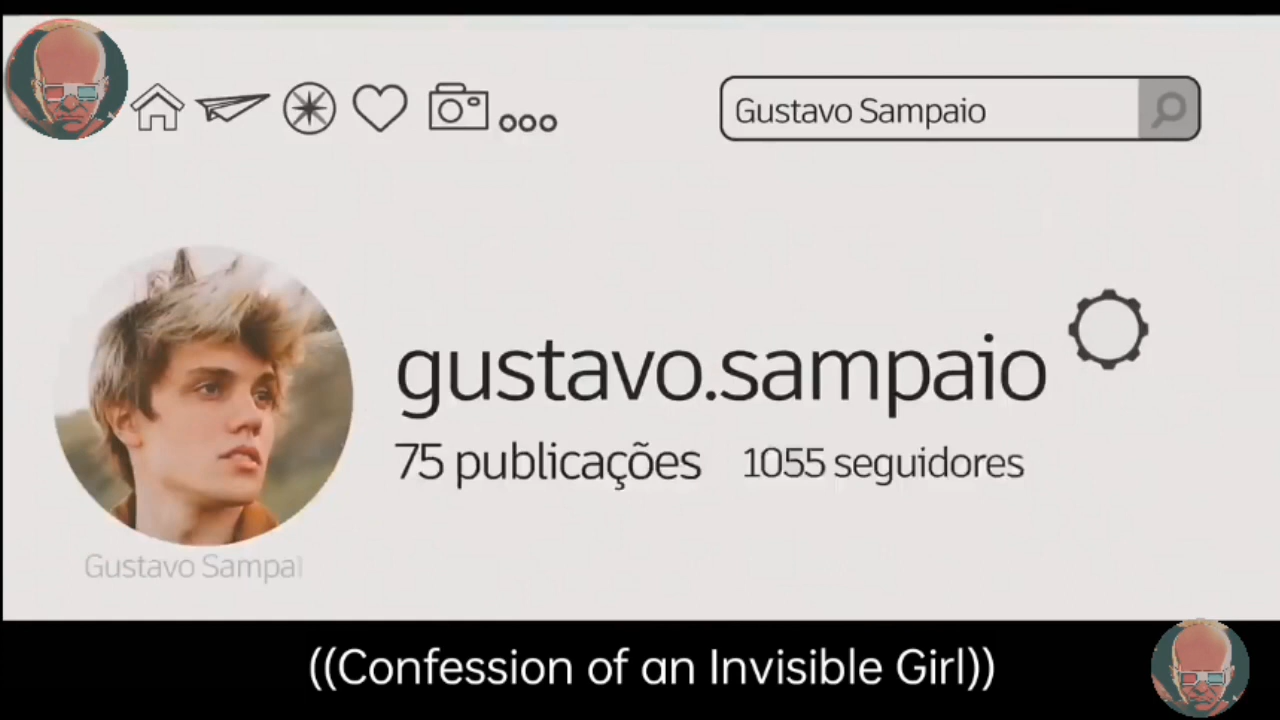 Gustavo Sampaio
gustavo.sampaio
75 publicações 1055 seguidores
Gustavo Sampai
((Confession of an Invisible Girl))